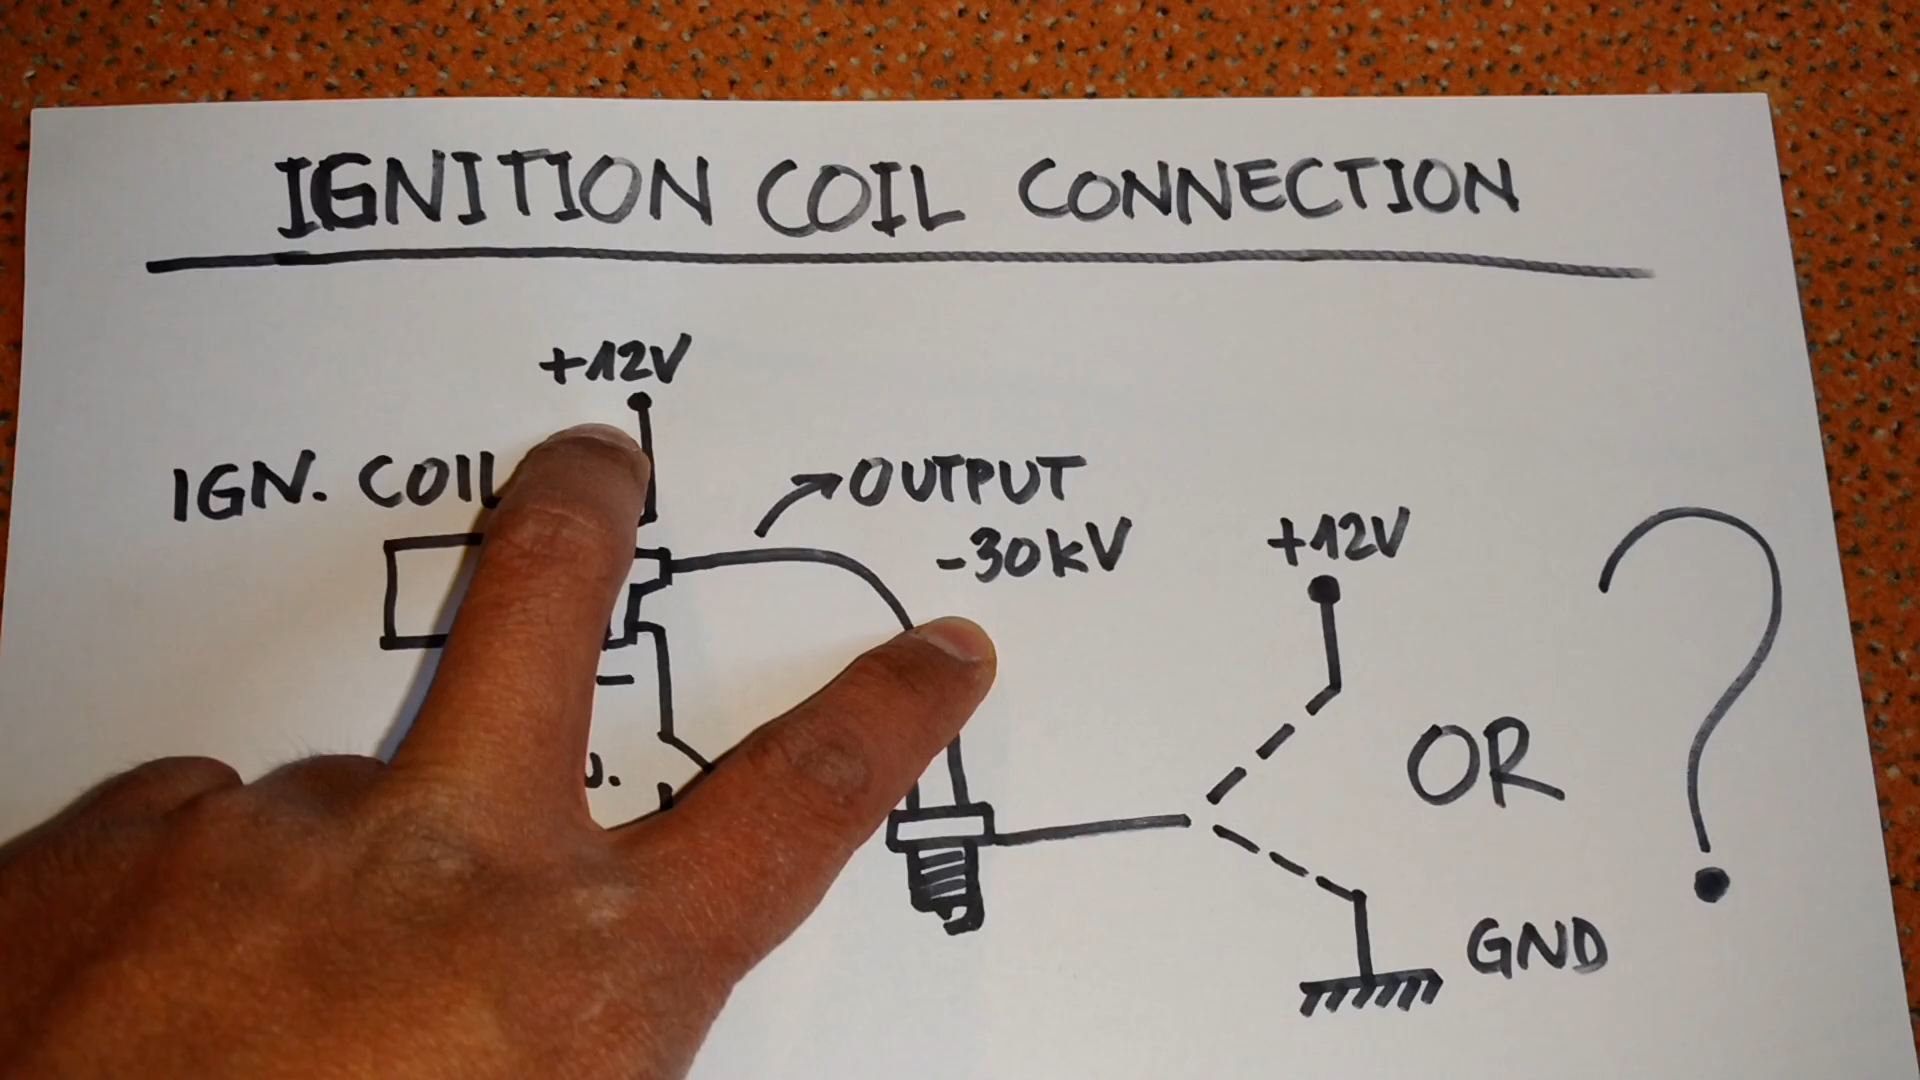 IGNITION COIL CONNECTION
+12V
IGN. COIL
OUTPUT
-30kV
+12V
OR
?
GND